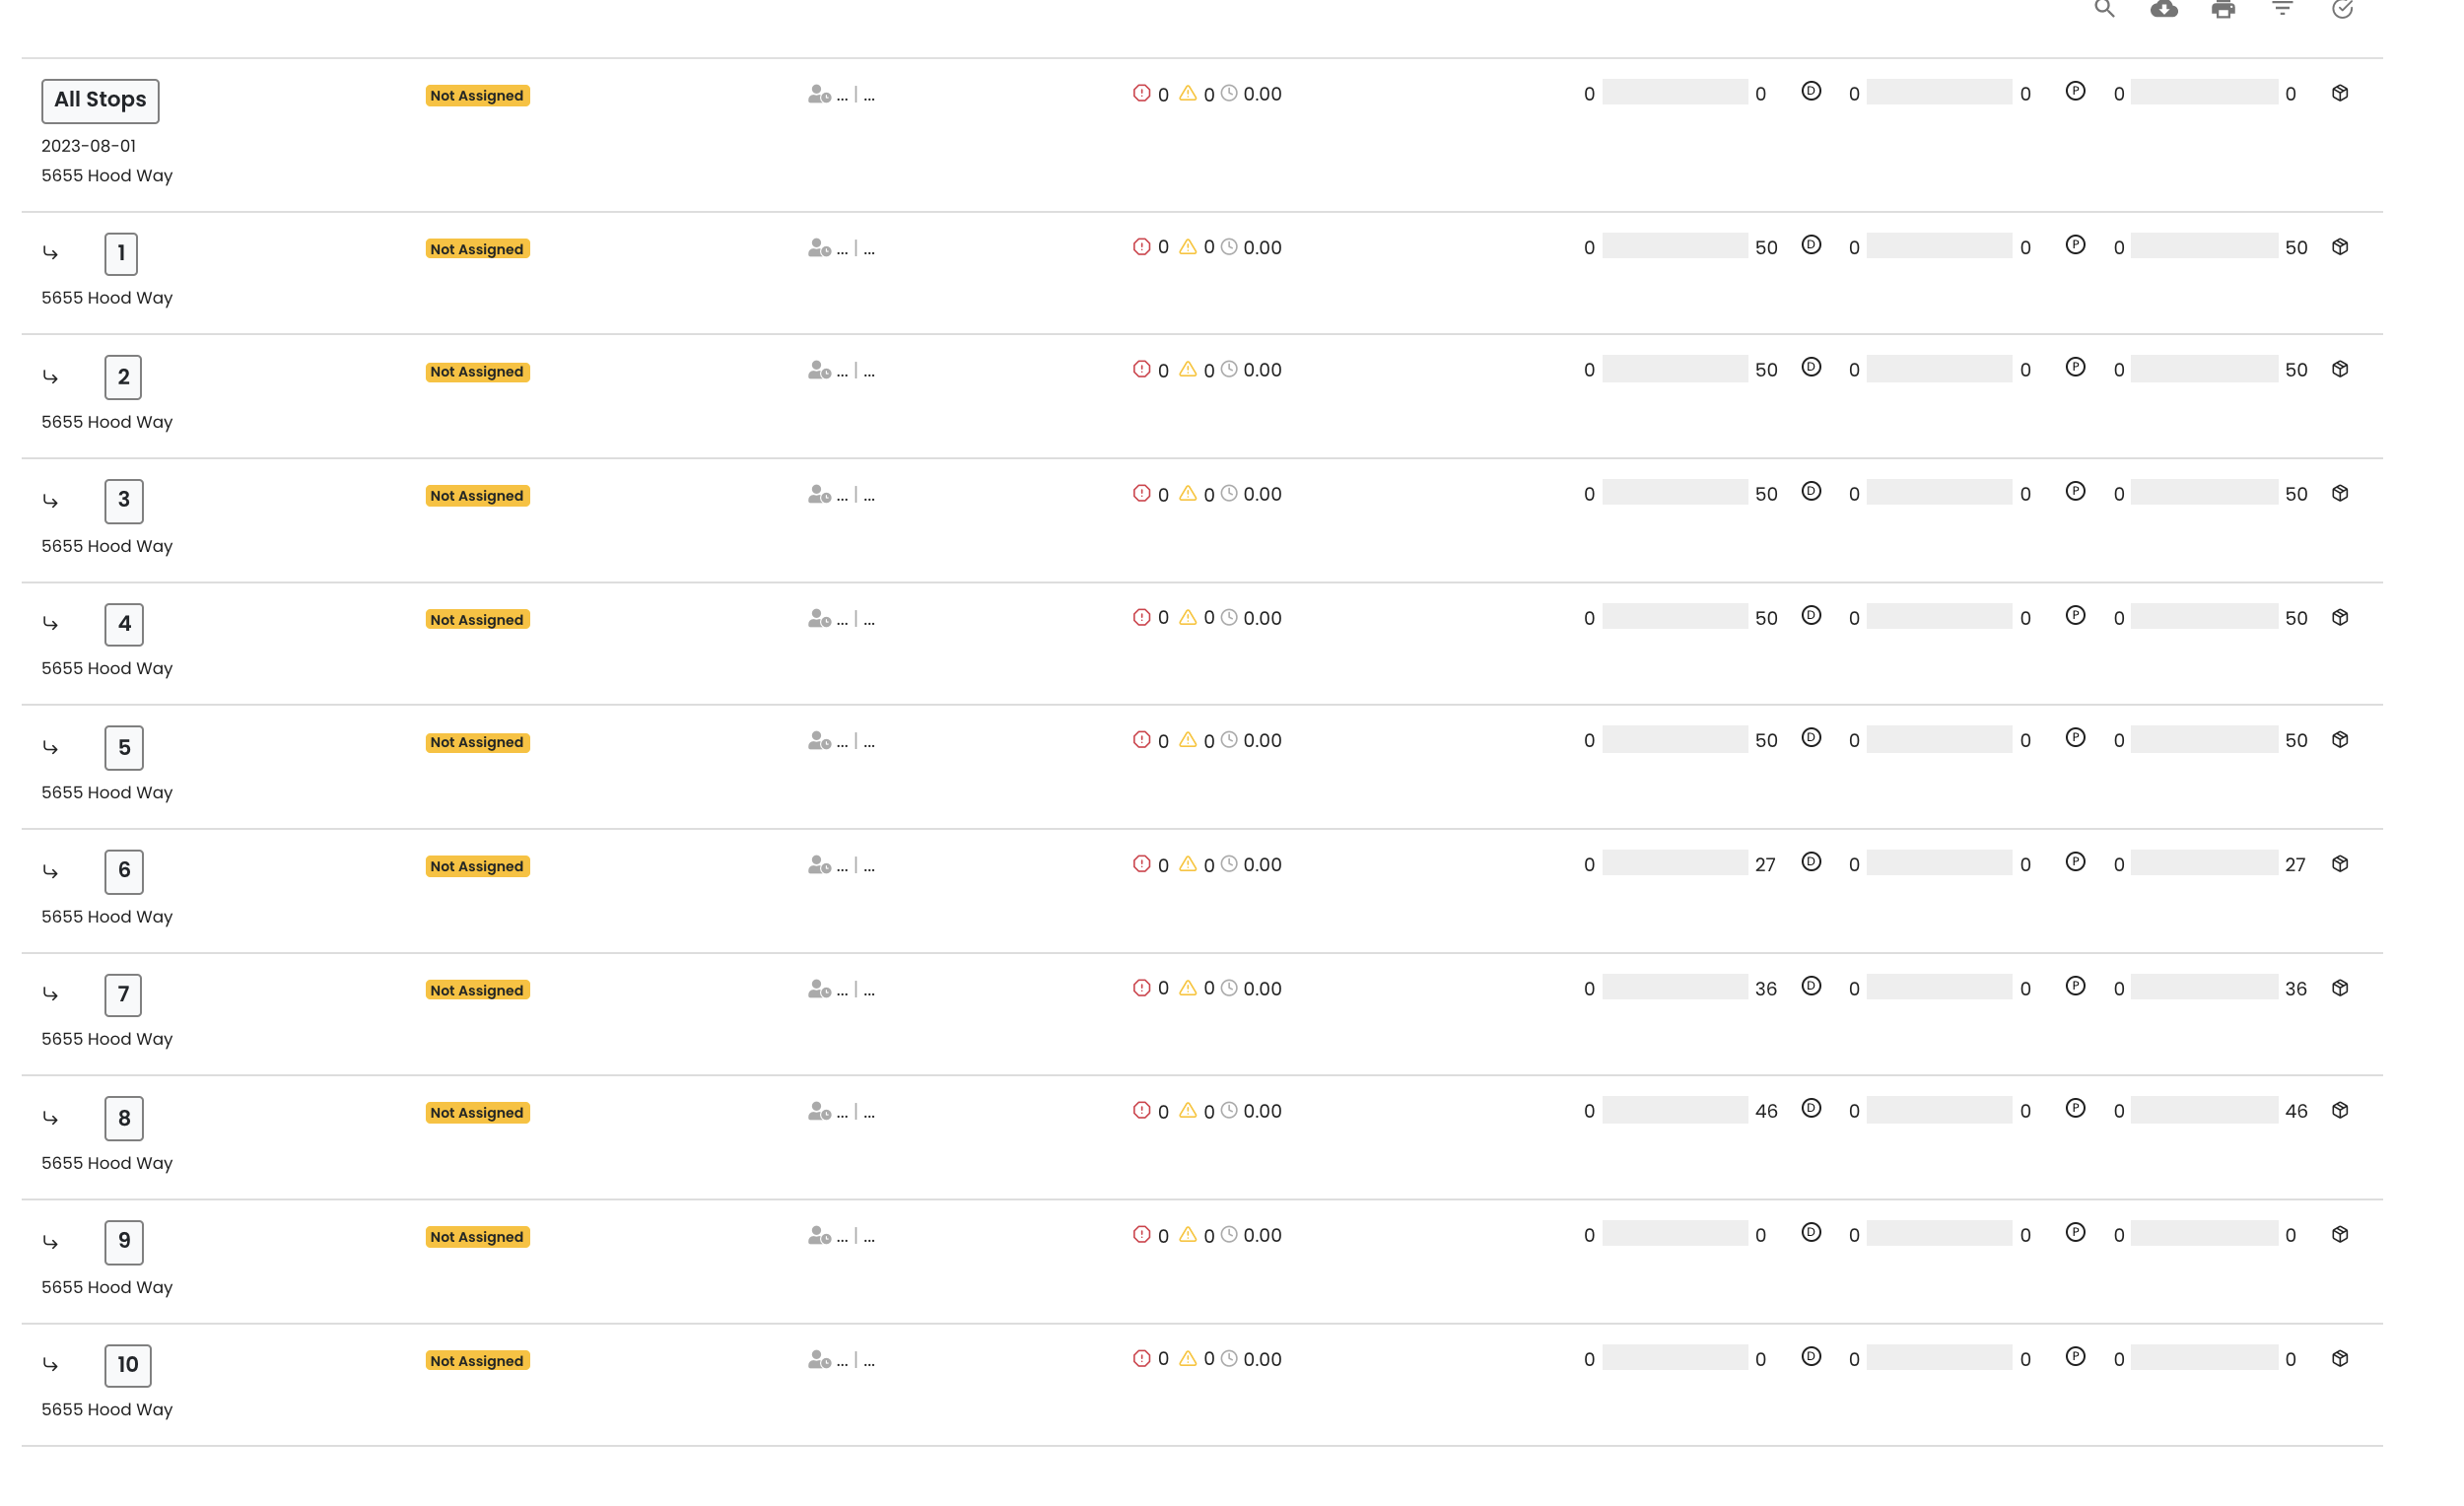 All Stops Not Assigned ... | ... 0 0 0.00 0 0 D 0 0 P 0 0
2023-08-01
5655 Hood Way
1 Not Assigned ... | ... 0 0 0.00 0 50 D 0 0 P 0 50
5655 Hood Way
2 Not Assigned ... | ... 0 0 0.00 0 50 D 0 0 P 0 50
5655 Hood Way
3 Not Assigned ... | ... 0 0 0.00 0 50 D 0 0 P 0 50
5655 Hood Way
4 Not Assigned ... | ... 0 0 0.00 0 50 D 0 0 P 0 50
5655 Hood Way
5 Not Assigned ... | ... 0 0 0.00 0 50 D 0 0 P 0 50
5655 Hood Way
6 Not Assigned ... | ... 0 0 0.00 0 27 D 0 0 P 0 27
5655 Hood Way
7 Not Assigned ... | ... 0 0 0.00 0 36 D 0 0 P 0 36
5655 Hood Way
8 Not Assigned ... | ... 0 0 0.00 0 46 D 0 0 P 0 46
5655 Hood Way
9 Not Assigned ... | ... 0 0 0.00 0 0 D 0 0 P 0 0
5655 Hood Way
10 Not Assigned ... | ... 0 0 0.00 0 0 D 0 0 P 0 0
5655 Hood Way